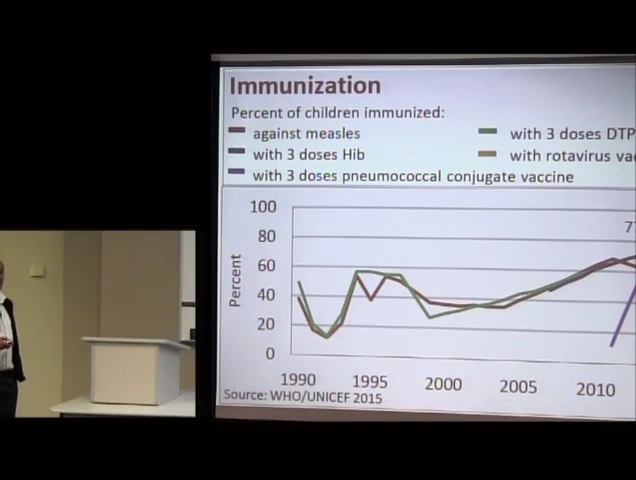 Immunization
Percent of children immunized:
against measles
with 3 doses DTP
with 3 doses Hib
with rotavirus
with 3 doses pneumococcal conjugate vaccine
100
80
60
40
20
0
Percent
1990 1995 2000 2005 2010
Source: WHO/UNICEF 2015